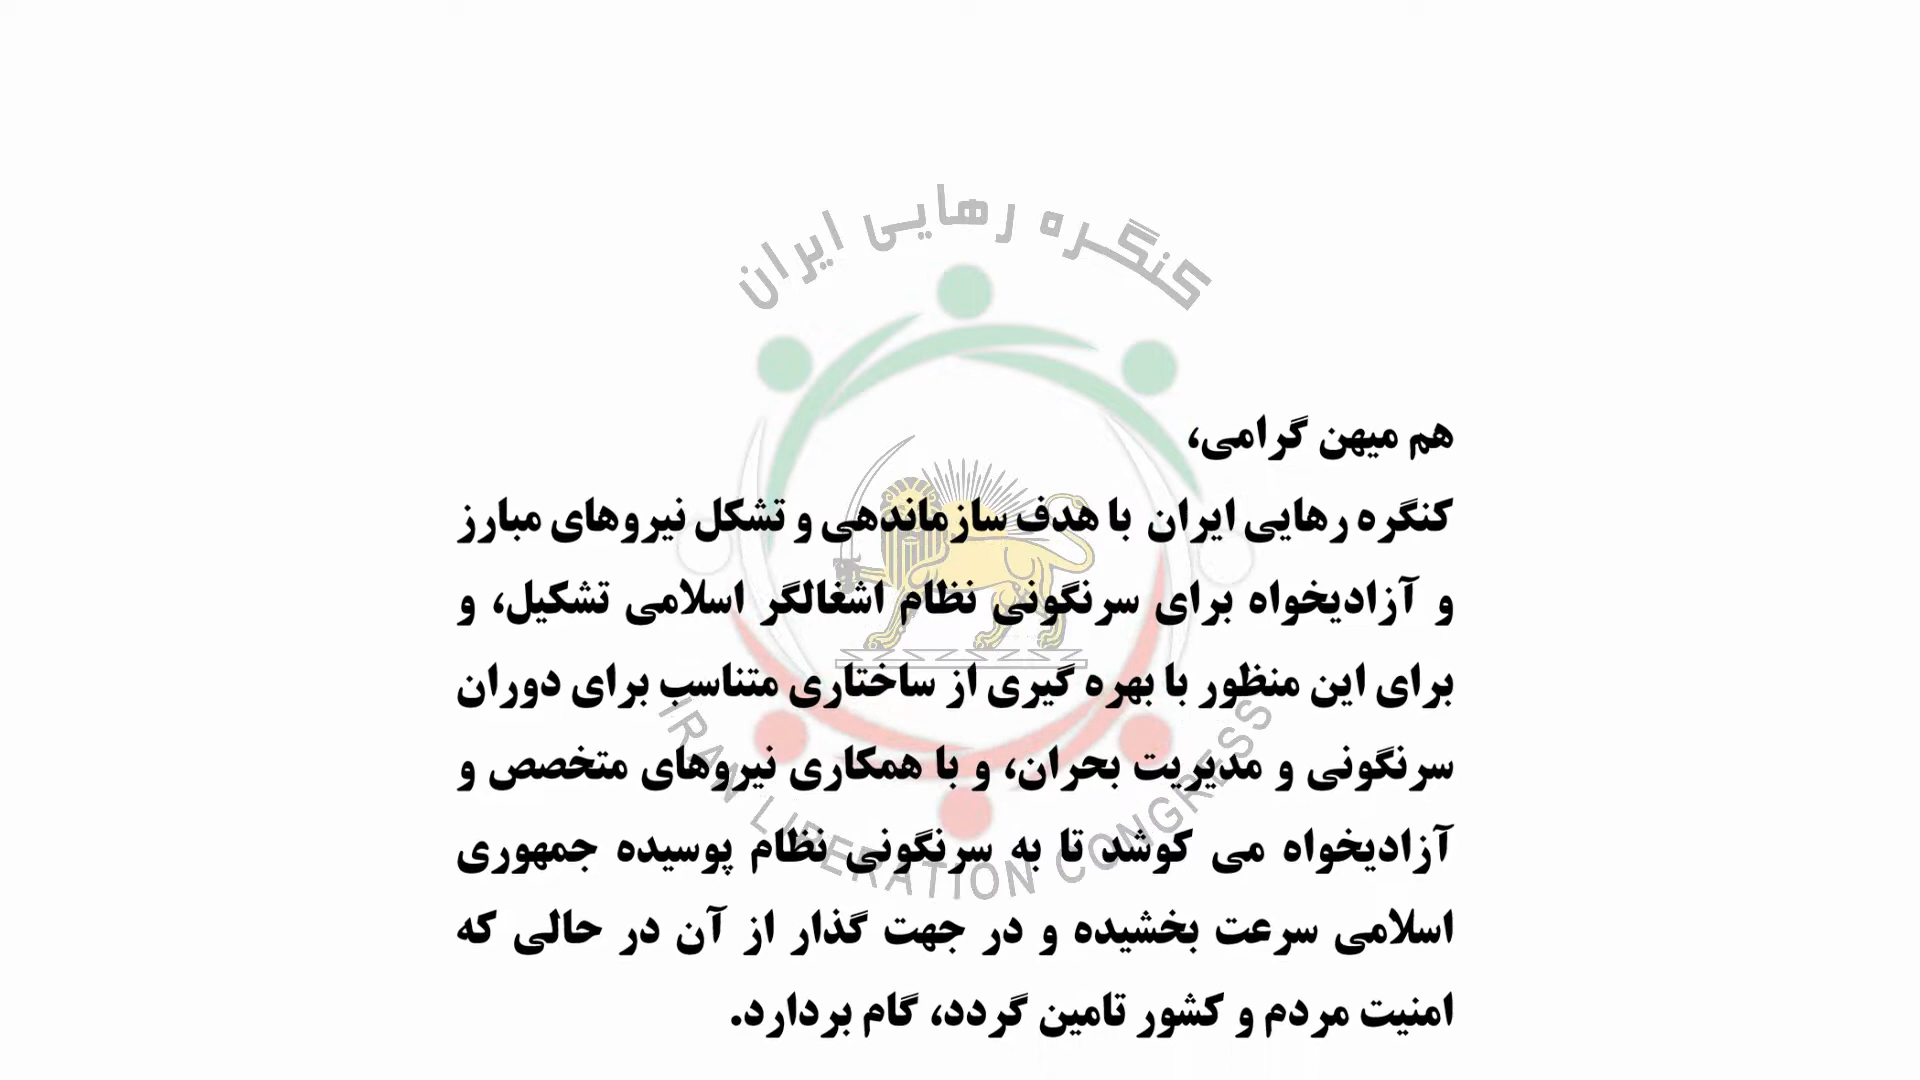 کنگره رهایی ایران
هم میهن گرامی،
کنگره رهایی ایران با هدف سازماندهی و تشکل نیروهای مبارز
و آزادیخواه برای سرنگونی نظام اشغالگر اسلامی تشکیل، و
برای این منظور با بهره گیری از ساختاری متناسب برای دوران
سرنگونی و مدیریت بحران، و با همکاری نیروهای متخصص و
آزادیخواه می کوشد تا به سرنگونی نظام پوسیده جمهوری
اسلامی سرعت بخشیده و در جهت گذار از آن در حالی که
امنیت مردم و کشور تامین گردد، گام بردارد.
IRAN LIBERATION CONGRESS